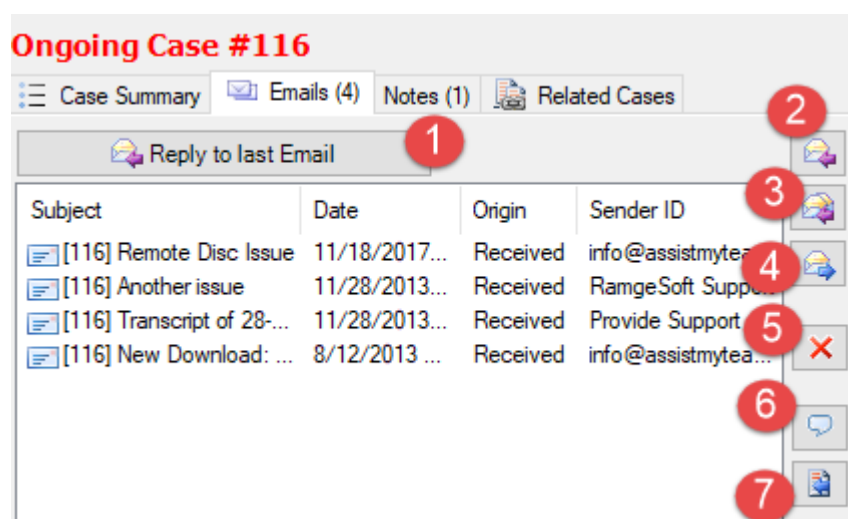 Ongoing Case #116
Case Summary Emails (4) Notes (1) Related Cases
2
1
Reply to last Email
3
Subject Date Origin Sender ID
[116] Remote Disc Issue 11/18/2017... Received info@assistmytea
4
[116] Another issue 11/28/2013... Received RamgeSoft Support
[116] Transcript of 28-... 11/28/2013... Received Provide Support
5
[116] New Download: ... 8/12/2013 ... Received info@assistmytea...
6
7